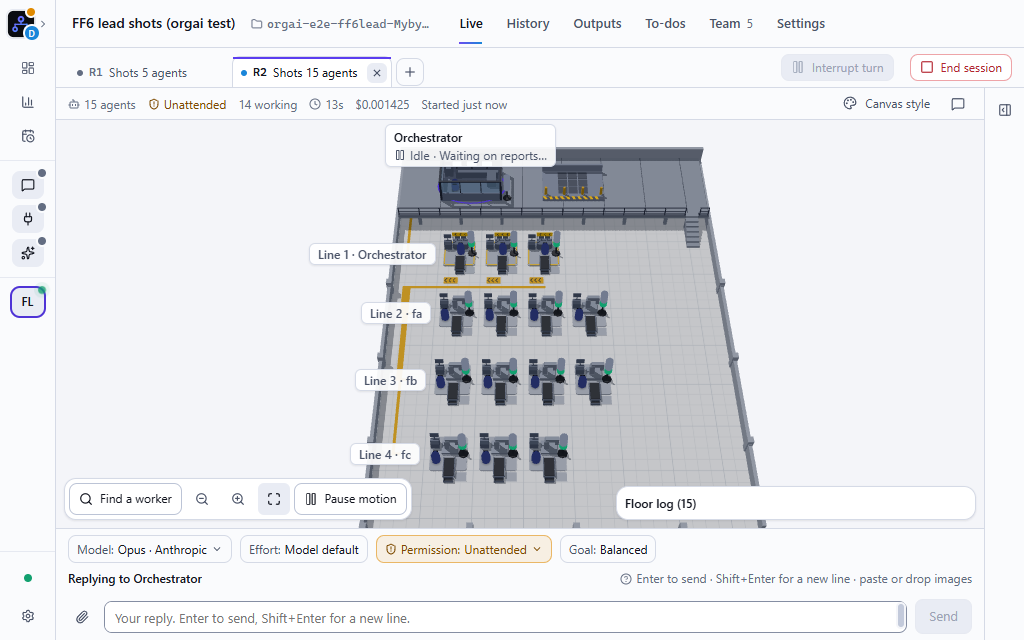 FF6 lead shots (orgai test)
orgai-e2e-ff6lead-Myby…
Live
History
Outputs
To-dos
Team 5
Settings
D
R1 Shots 5 agents
R2 Shots 15 agents
Interrupt turn
End session
15 agents
Unattended
14 working
13s
$0.001425
Started just now
Canvas style
Orchestrator
Idle · Waiting on reports...
Line 1 · Orchestrator
Line 2 · fa
Line 3 · fb
Line 4 · fc
FL
Find a worker
Pause motion
Floor log (15)
Model: Opus · Anthropic
Effort: Model default
Permission: Unattended
Goal: Balanced
Replying to Orchestrator
Enter to send · Shift+Enter for a new line · paste or drop images
Your reply. Enter to send, Shift+Enter for a new line.
Send